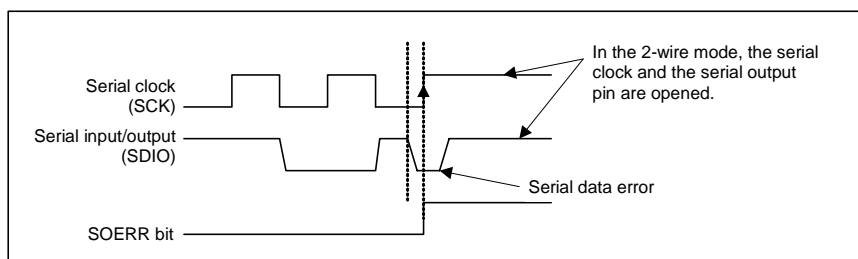 In the 2-wire mode, the serial
clock and the serial output
pin are opened.
Serial clock
(SCK)
Serial input/output
(SDIO)
Serial data error
SOERR bit